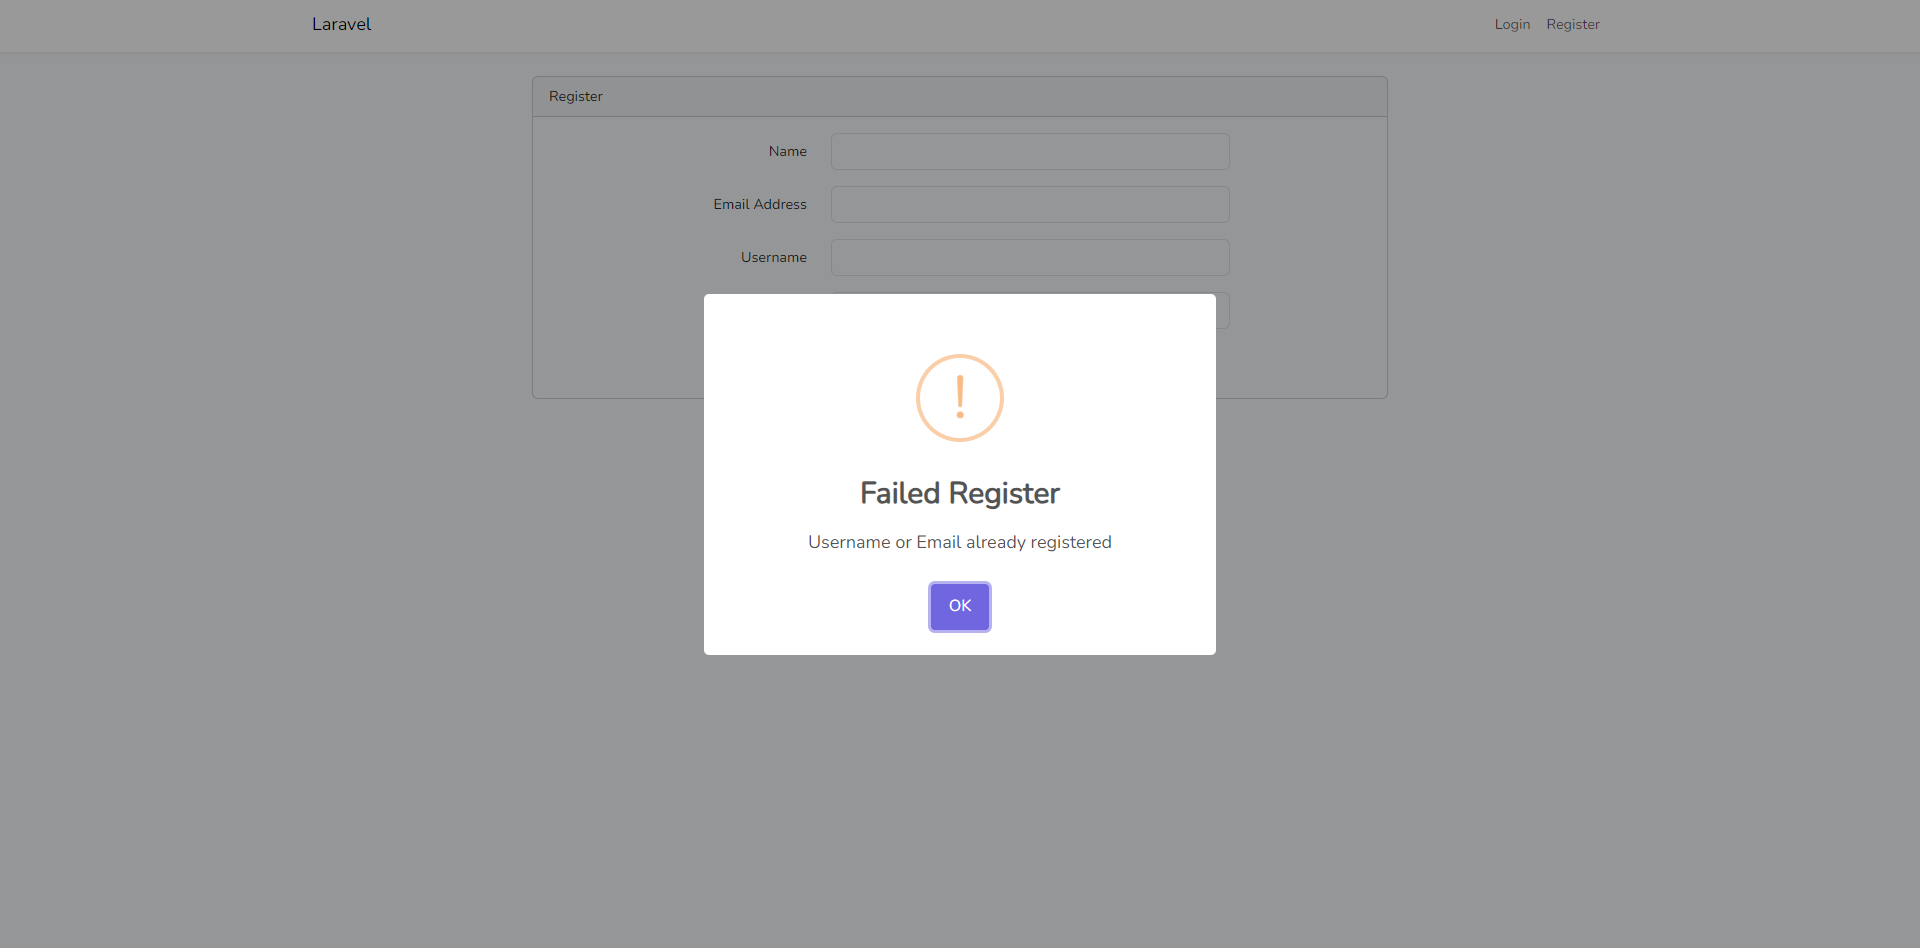 Laravel
Login Register
Register
Name
Email Address
Username
!
Failed Register
Username or Email already registered
OK